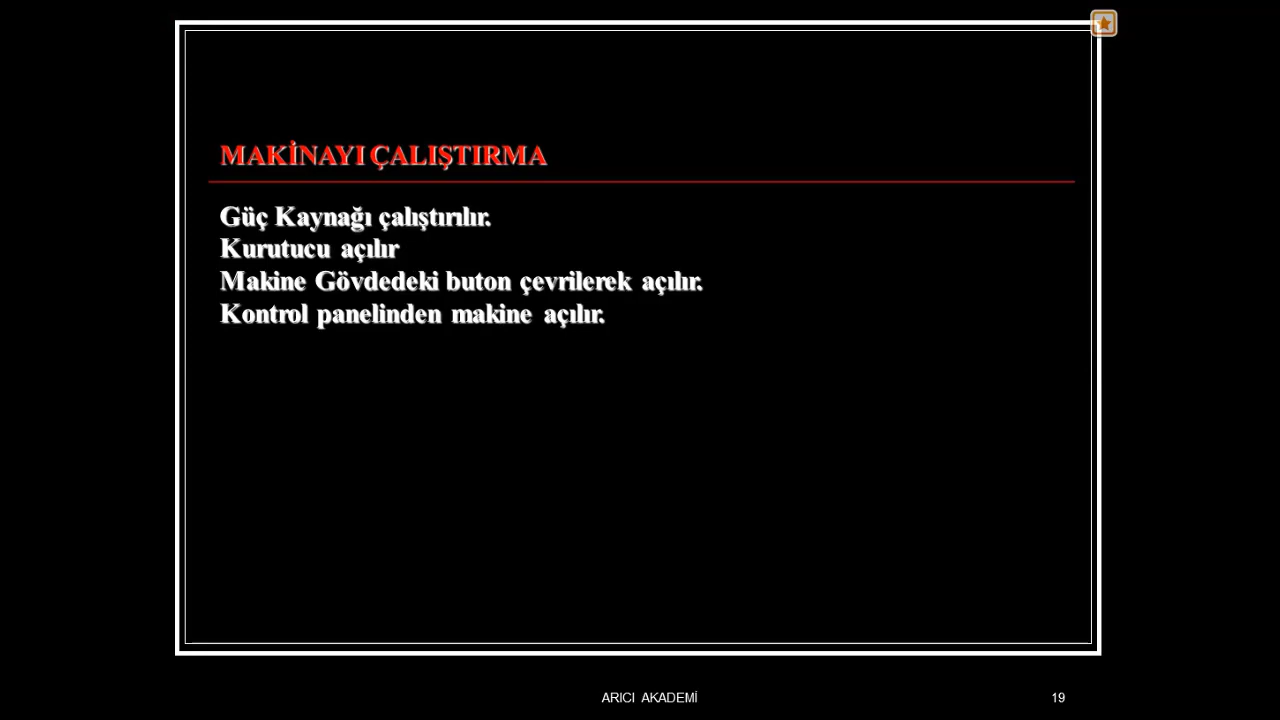 MAKİNAYI ÇALIŞTIRMA
Güç Kaynağı çalıştırılır.
Kurutucu açılır
Makine Gövdedeki buton çevrilerek açılır.
Kontrol panelinden makine açılır.
ARICI AKADEMİ
19